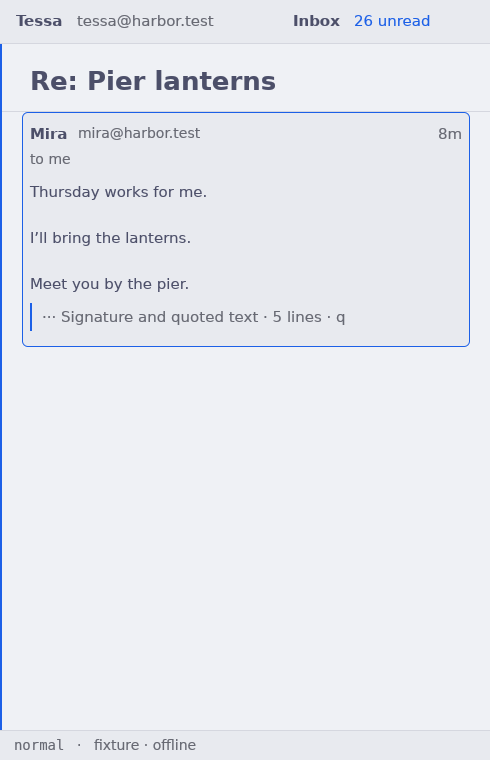 Tessa tessa@harbor.test Inbox 26 unread
Re: Pier lanterns
Mira mira@harbor.test 8m
to me
Thursday works for me.
I’ll bring the lanterns.
Meet you by the pier.
··· Signature and quoted text · 5 lines · q
normal · fixture · offline